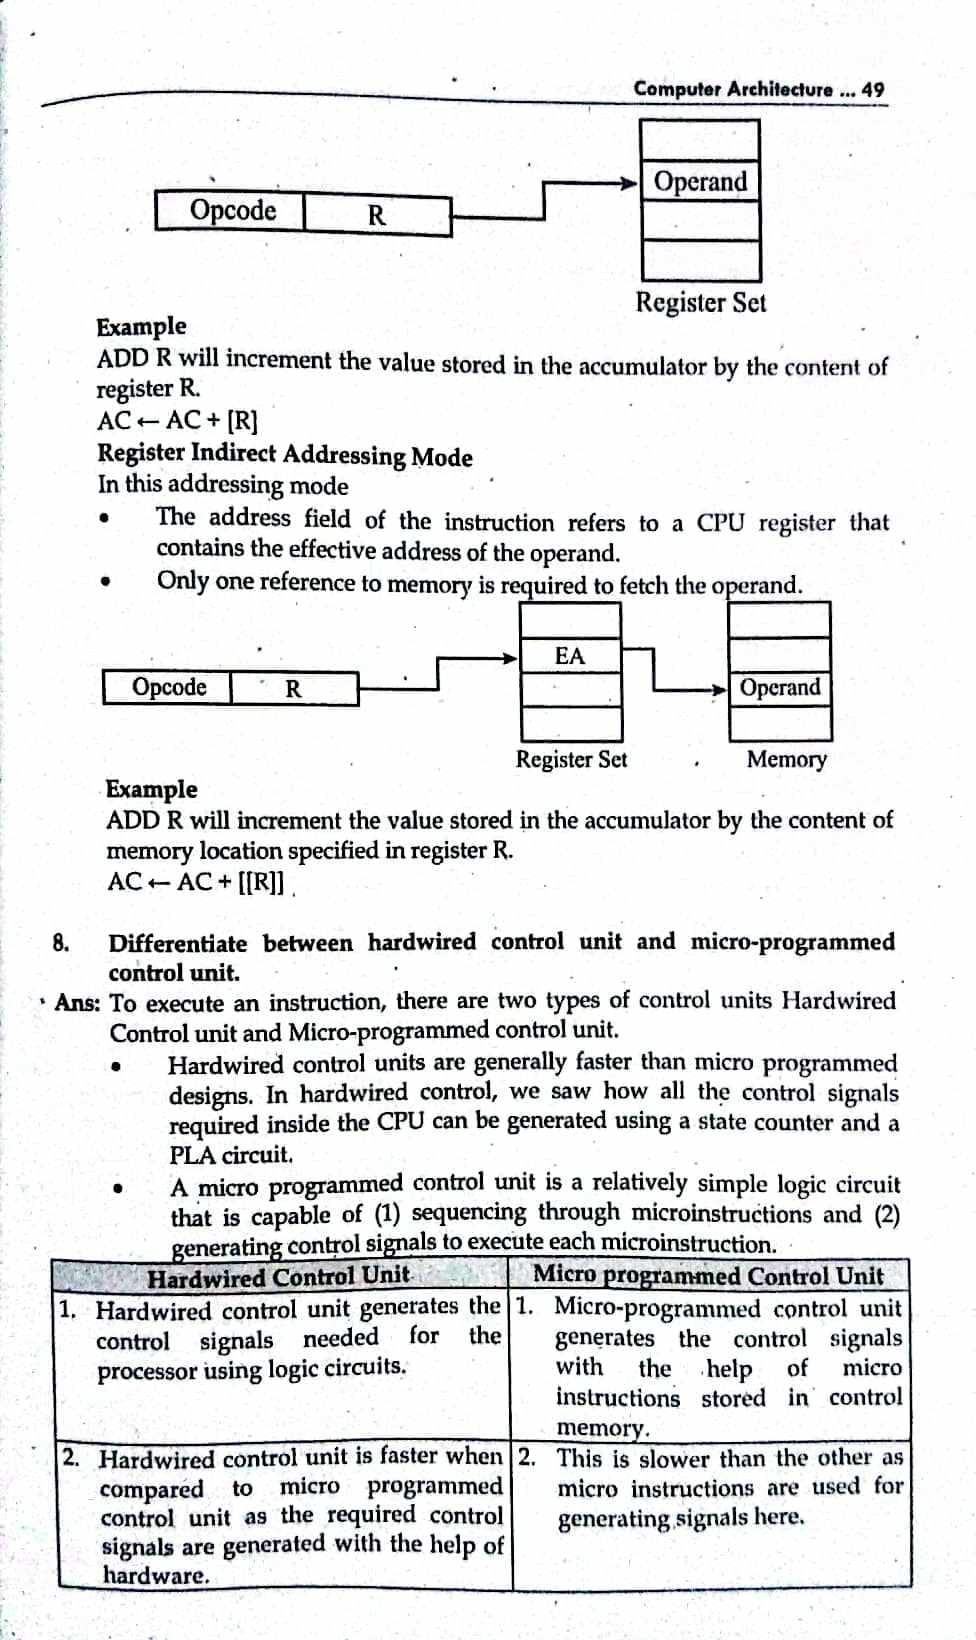 Computer Architecture ... 49
Operand
Opcode R
Register Set
Example
ADD R will increment the value stored in the accumulator by the content of
register R.
AC ← AC + [R]
Register Indirect Addressing Mode
In this addressing mode
• The address field of the instruction refers to a CPU register that
contains the effective address of the operand.
• Only one reference to memory is required to fetch the operand.
EA
Opcode R
Operand
Register Set Memory
Example
ADD R will increment the value stored in the accumulator by the content of
memory location specified in register R.
AC ← AC + [[R]]
8. Differentiate between hardwired control unit and micro-programmed
control unit.
Ans: To execute an instruction, there are two types of control units Hardwired
Control unit and Micro-programmed control unit.
• Hardwired control units are generally faster than micro programmed
designs. In hardwired control, we saw how all the control signals
required inside the CPU can be generated using a state counter and a
PLA circuit.
• A micro programmed control unit is a relatively simple logic circuit
that is capable of (1) sequencing through microinstructions and (2)
generating control signals to execute each microinstruction.
Hardwired Control Unit
Micro programmed Control Unit
1. Hardwired control unit generates the
control signals needed for the
processor using logic circuits.
1. Micro-programmed control unit
generates the control signals
with the help of micro
instructions stored in control
memory.
2. Hardwired control unit is faster when
compared to micro programmed
control unit as the required control
signals are generated with the help of
hardware.
2. This is slower than the other as
micro instructions are used for
generating signals here.